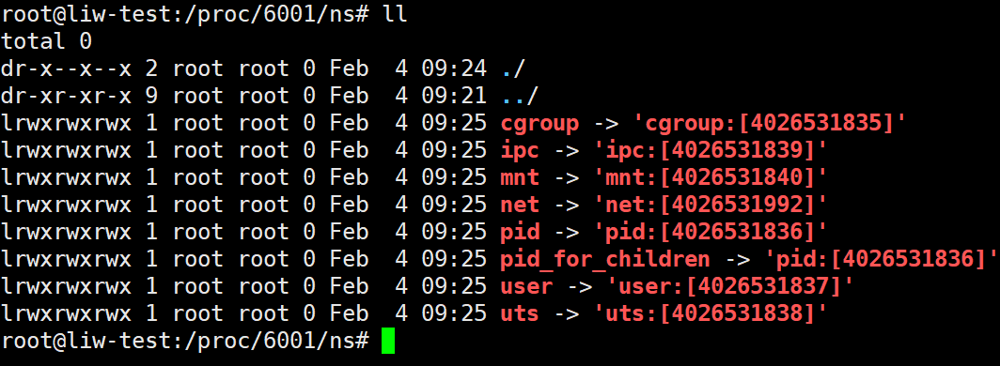 root@liw-test:/proc/6001/ns# ll
total 0
dr-x--x--x 2 root root 0 Feb  4 09:24 ./
dr-xr-xr-x 9 root root 0 Feb  4 09:21 ../
lrwxrwxrwx 1 root root 0 Feb  4 09:25 cgroup -> 'cgroup:[4026531835]'
lrwxrwxrwx 1 root root 0 Feb  4 09:25 ipc -> 'ipc:[4026531839]'
lrwxrwxrwx 1 root root 0 Feb  4 09:25 mnt -> 'mnt:[4026531840]'
lrwxrwxrwx 1 root root 0 Feb  4 09:25 net -> 'net:[4026531992]'
lrwxrwxrwx 1 root root 0 Feb  4 09:25 pid -> 'pid:[4026531836]'
lrwxrwxrwx 1 root root 0 Feb  4 09:25 pid_for_children -> 'pid:[4026531836]'
lrwxrwxrwx 1 root root 0 Feb  4 09:25 user -> 'user:[4026531837]'
lrwxrwxrwx 1 root root 0 Feb  4 09:25 uts -> 'uts:[4026531838]'
root@liw-test:/proc/6001/ns#